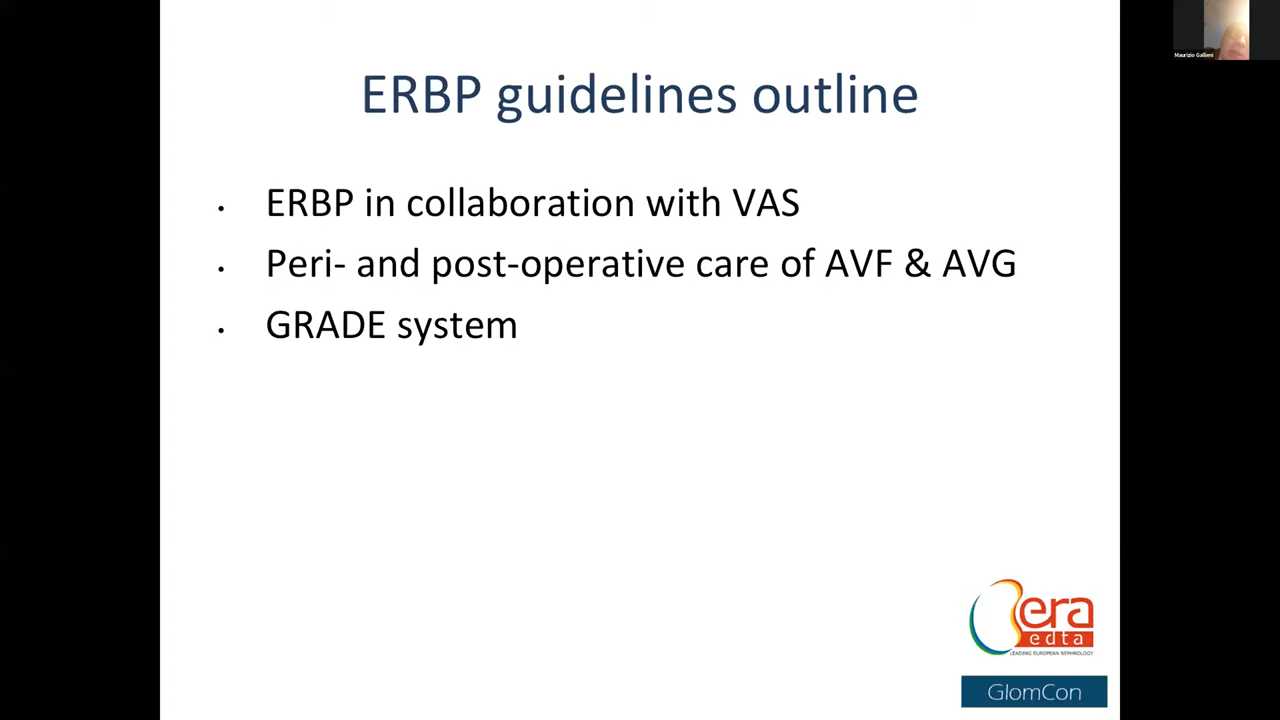 Maurizio Gallieni
ERBP guidelines outline
• ERBP in collaboration with VAS
• Peri- and post-operative care of AVF & AVG
• GRADE system
era
edta
LEADING EUROPEAN NEPHROLOGY
GlomCon